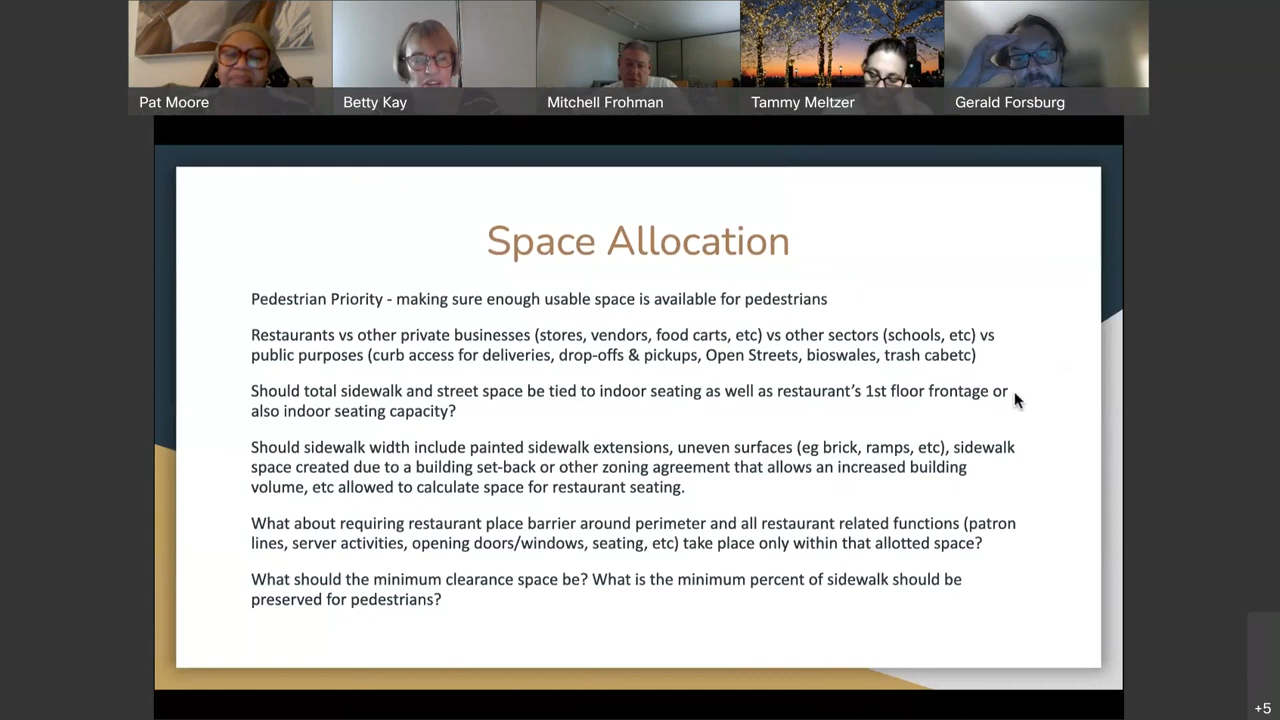 Pat Moore
Betty Kay
Mitchell Frohman
Tammy Meltzer
Gerald Forsburg
Space Allocation
Pedestrian Priority - making sure enough usable space is available for pedestrians
Restaurants vs other private businesses (stores, vendors, food carts, etc) vs other sectors (schools, etc) vs
public purposes (curb access for deliveries, drop-offs & pickups, Open Streets, bioswales, trash cabetc)
Should total sidewalk and street space be tied to indoor seating as well as restaurant's 1st floor frontage or
also indoor seating capacity?
Should sidewalk width include painted sidewalk extensions, uneven surfaces (eg brick, ramps, etc), sidewalk
space created due to a building set-back or other zoning agreement that allows an increased building
volume, etc allowed to calculate space for restaurant seating.
What about requiring restaurant place barrier around perimeter and all restaurant related functions (patron
lines, server activities, opening doors/windows, seating, etc) take place only within that allotted space?
What should the minimum clearance space be? What is the minimum percent of sidewalk should be
preserved for pedestrians?
+5